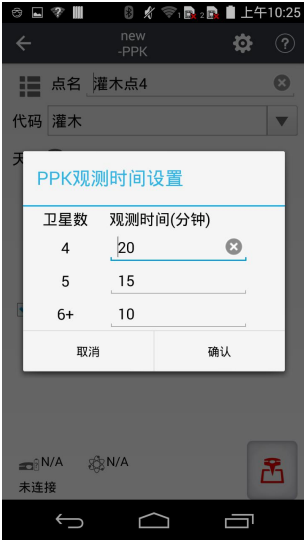 上午10:25
new
-PPK
点名 灌木点4
代码 灌木
天
PPK观测时间设置
卫星数 观测时间(分钟)
4 20
5 15
6+ 10
取消 确认
N/A N/A
未连接